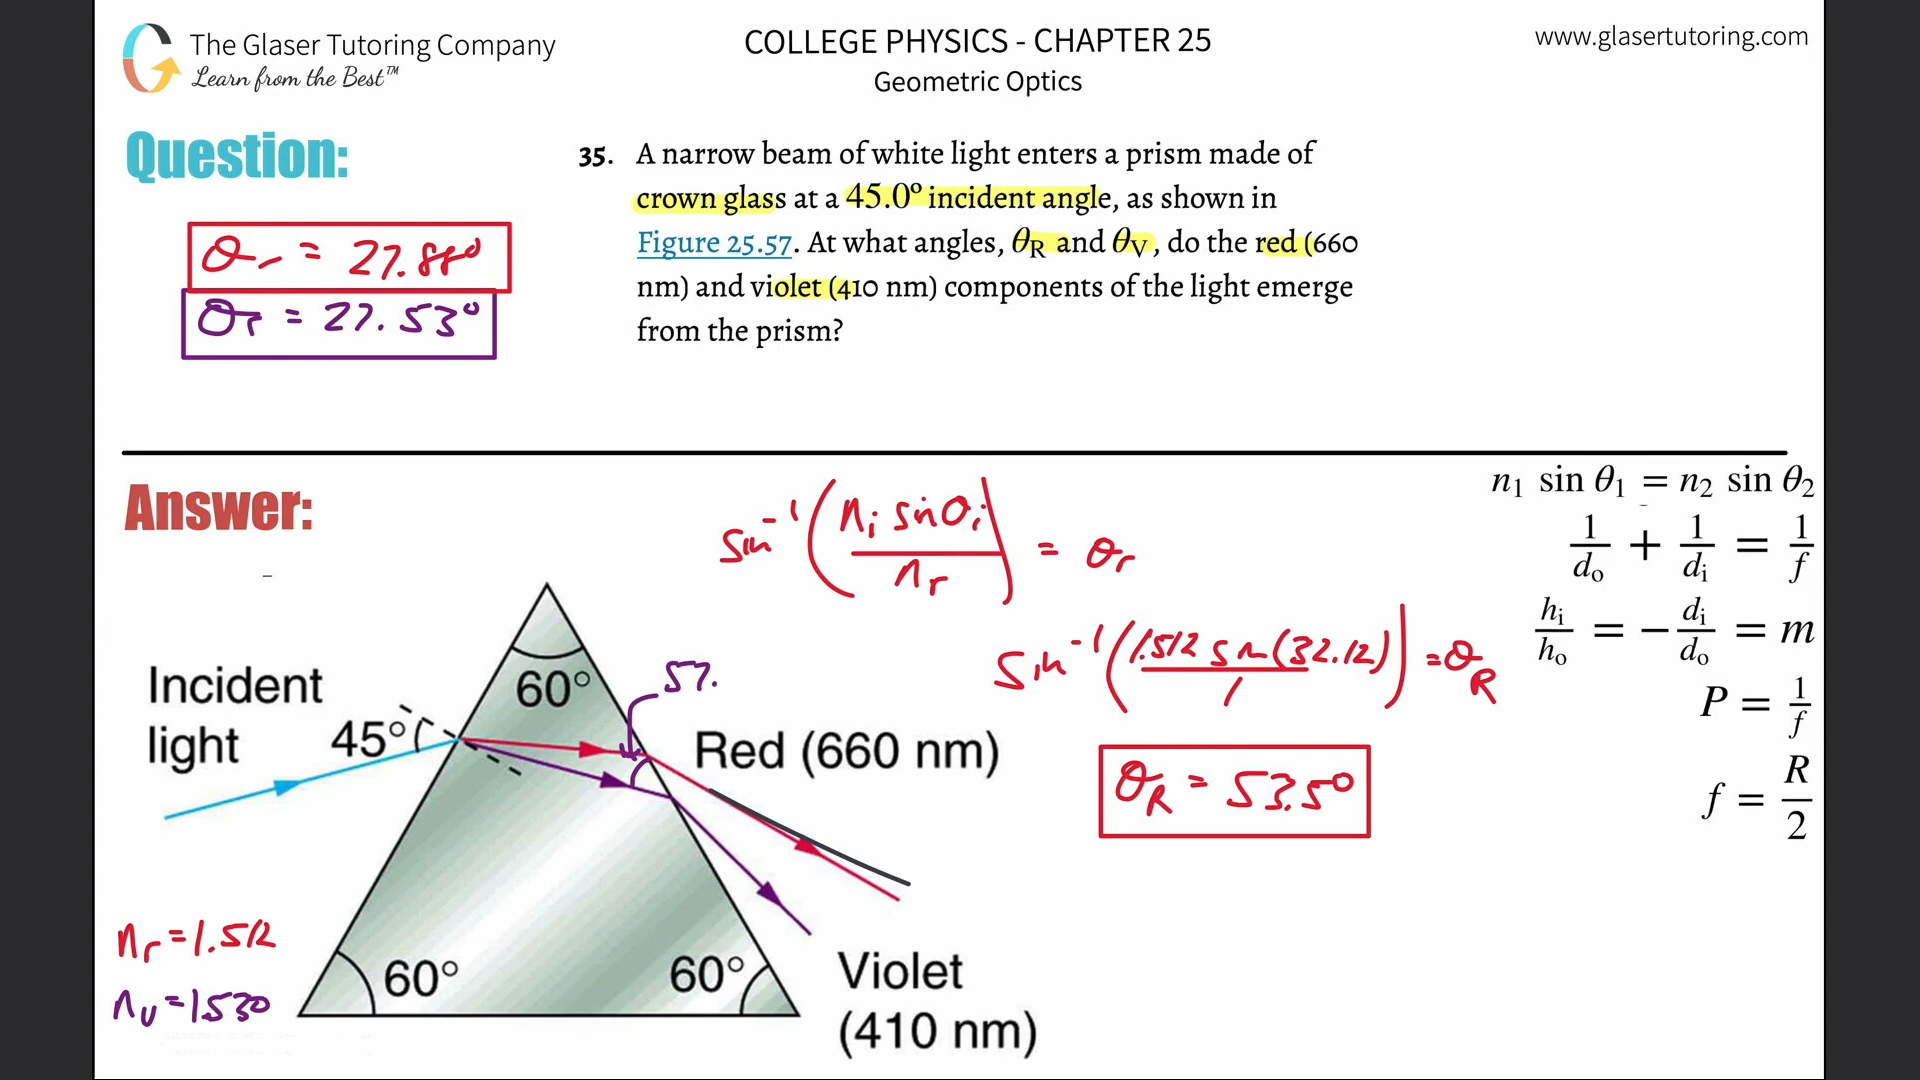 The Glaser Tutoring Company
Learn from the Best™
COLLEGE PHYSICS - CHAPTER 25
Geometric Optics
www.glasertutoring.com
Question:
35. A narrow beam of white light enters a prism made of
crown glass at a 45.0º incident angle, as shown in
Figure 25.57. At what angles, θR and θV, do the red (660
nm) and violet (410 nm) components of the light emerge
from the prism?
θr = 27.88°
θr = 27.53°
Answer:
n1 sin θ1 = n2 sin θ2
1/do + 1/di = 1/f
hi/ho = −di/do = m
P = 1/f
f = R/2
sin⁻¹(ni sinθi / nr) = θr
sin⁻¹(1.512 sin(32.12) / 1) = θR
θR = 53.5°
Incident
light
45°
60°
57.
Red (660 nm)
60°
60°
Violet
(410 nm)
nr = 1.512
nv = 1530